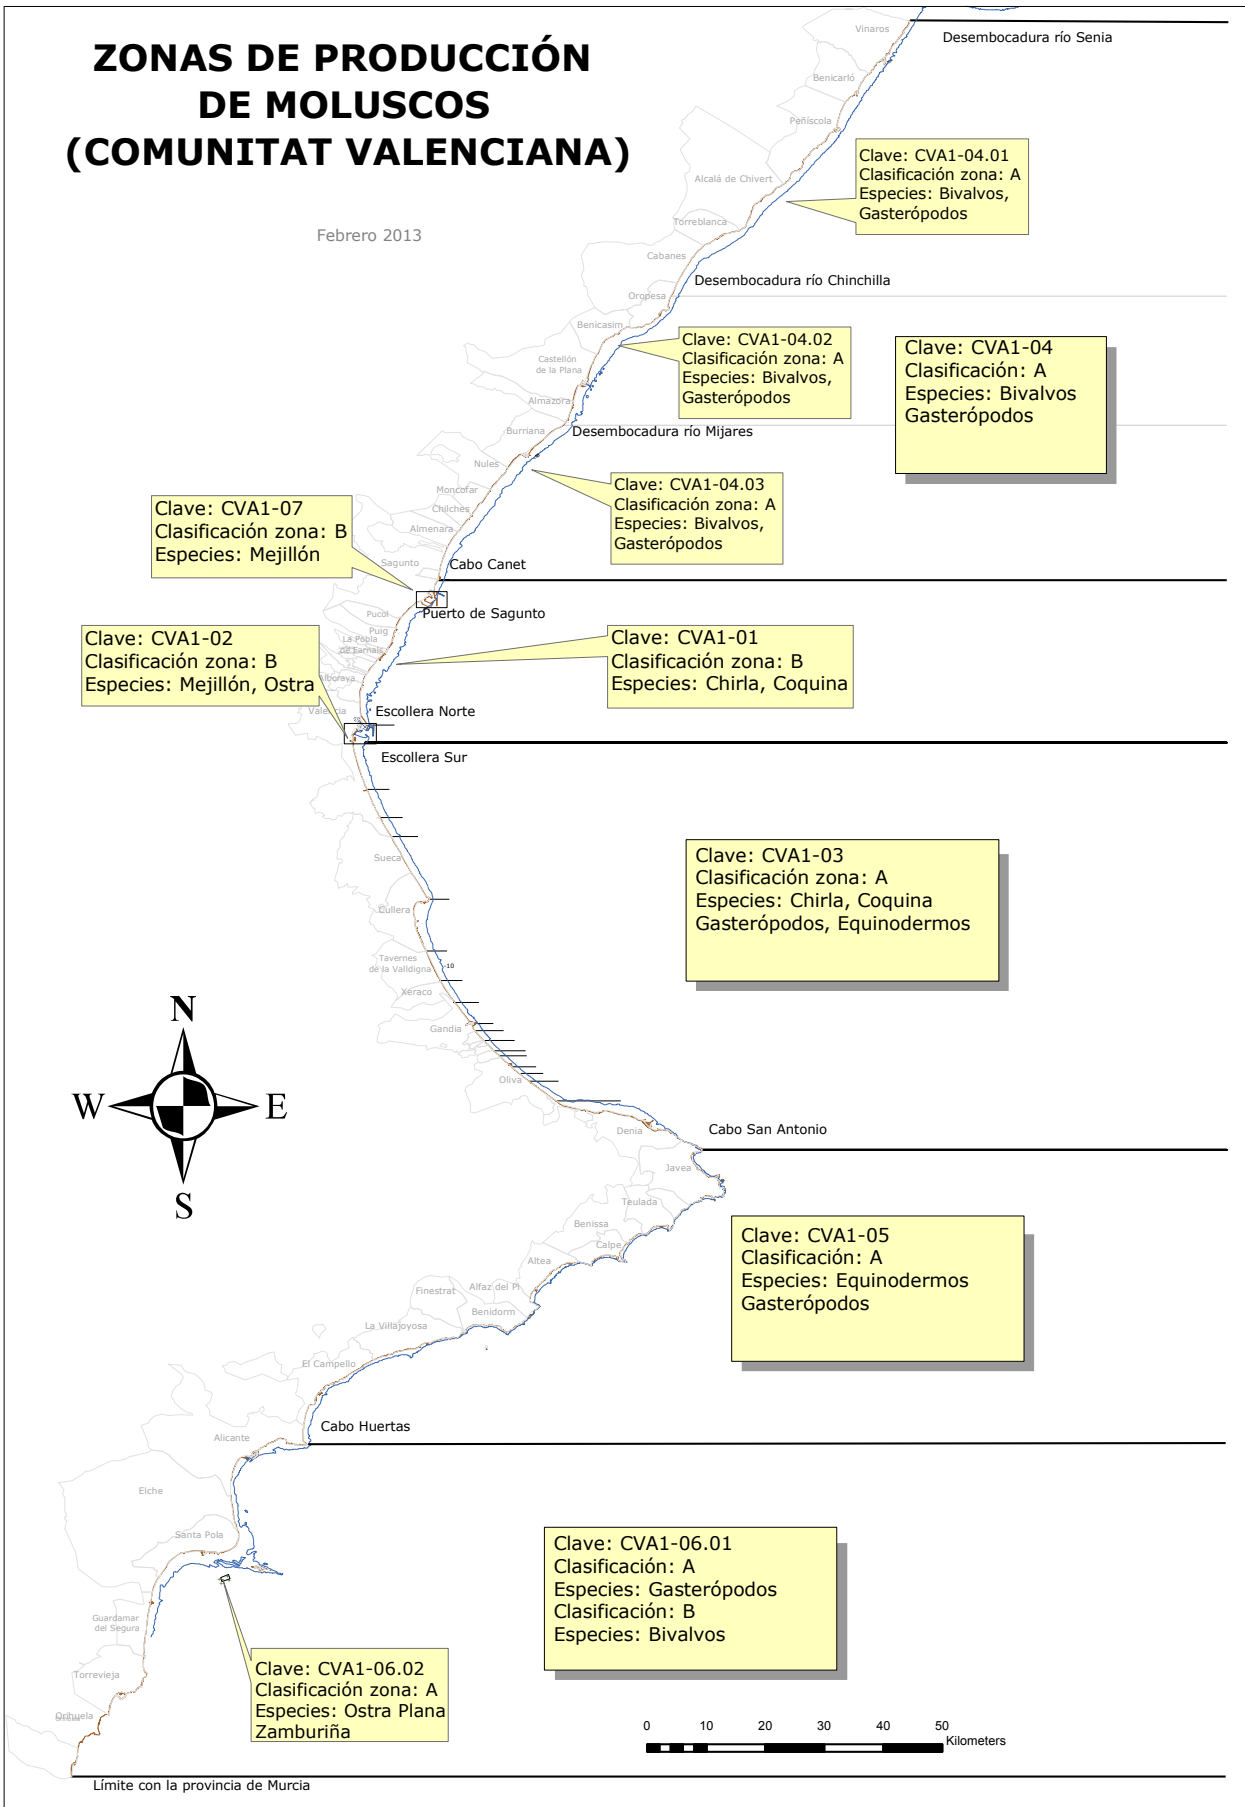 ZONAS DE PRODUCCIÓN
DE MOLUSCOS
(COMUNITAT VALENCIANA)
Febrero 2013
Vinaros
Desembocadura río Senia
Benicarló
Peñíscola
Clave: CVA1-04.01
Clasificación zona: A
Especies: Bivalvos,
Gasterópodos
Alcalá de Chivert
Torreblanca
Cabanes
Desembocadura río Chinchilla
Oropesa
Benicasim
Clave: CVA1-04.02
Clasificación zona: A
Especies: Bivalvos,
Gasterópodos
Clave: CVA1-04
Clasificación: A
Especies: Bivalvos
Gasterópodos
Castellón
de la Plana
Almazora
Burriana
Desembocadura río Mijares
Nules
Clave: CVA1-04.03
Clasificación zona: A
Especies: Bivalvos,
Gasterópodos
Moncofar
Chilches
Almenara
Clave: CVA1-07
Clasificación zona: B
Especies: Mejillón
Sagunto
Cabo Canet
Puerto de Sagunto
Pucol
Puig
La Pobla
de Farnals
Alboraya
Valencia
Clave: CVA1-02
Clasificación zona: B
Especies: Mejillón, Ostra
Clave: CVA1-01
Clasificación zona: B
Especies: Chirla, Coquina
Escollera Norte
Escollera Sur
Sueca
Clave: CVA1-03
Clasificación zona: A
Especies: Chirla, Coquina
Gasterópodos, Equinodermos
Cullera
Tavernes
de la Valldigna
-10
Xeraco
Gandia
Oliva
N
W
E
S
Denia
Cabo San Antonio
Javea
Teulada
Benissa
Calpe
Altea
Clave: CVA1-05
Clasificación: A
Especies: Equinodermos
Gasterópodos
Alfaz del Pi
Finestrat
Benidorm
La Villajoyosa
El Campello
Cabo Huertas
Alicante
Elche
Santa Pola
Clave: CVA1-06.01
Clasificación: A
Especies: Gasterópodos
Clasificación: B
Especies: Bivalvos
Guardamar
del Segura
Torrevieja
Orihuela
Clave: CVA1-06.02
Clasificación zona: A
Especies: Ostra Plana
Zamburiña
0 10 20 30 40 50
Kilometers
Límite con la provincia de Murcia